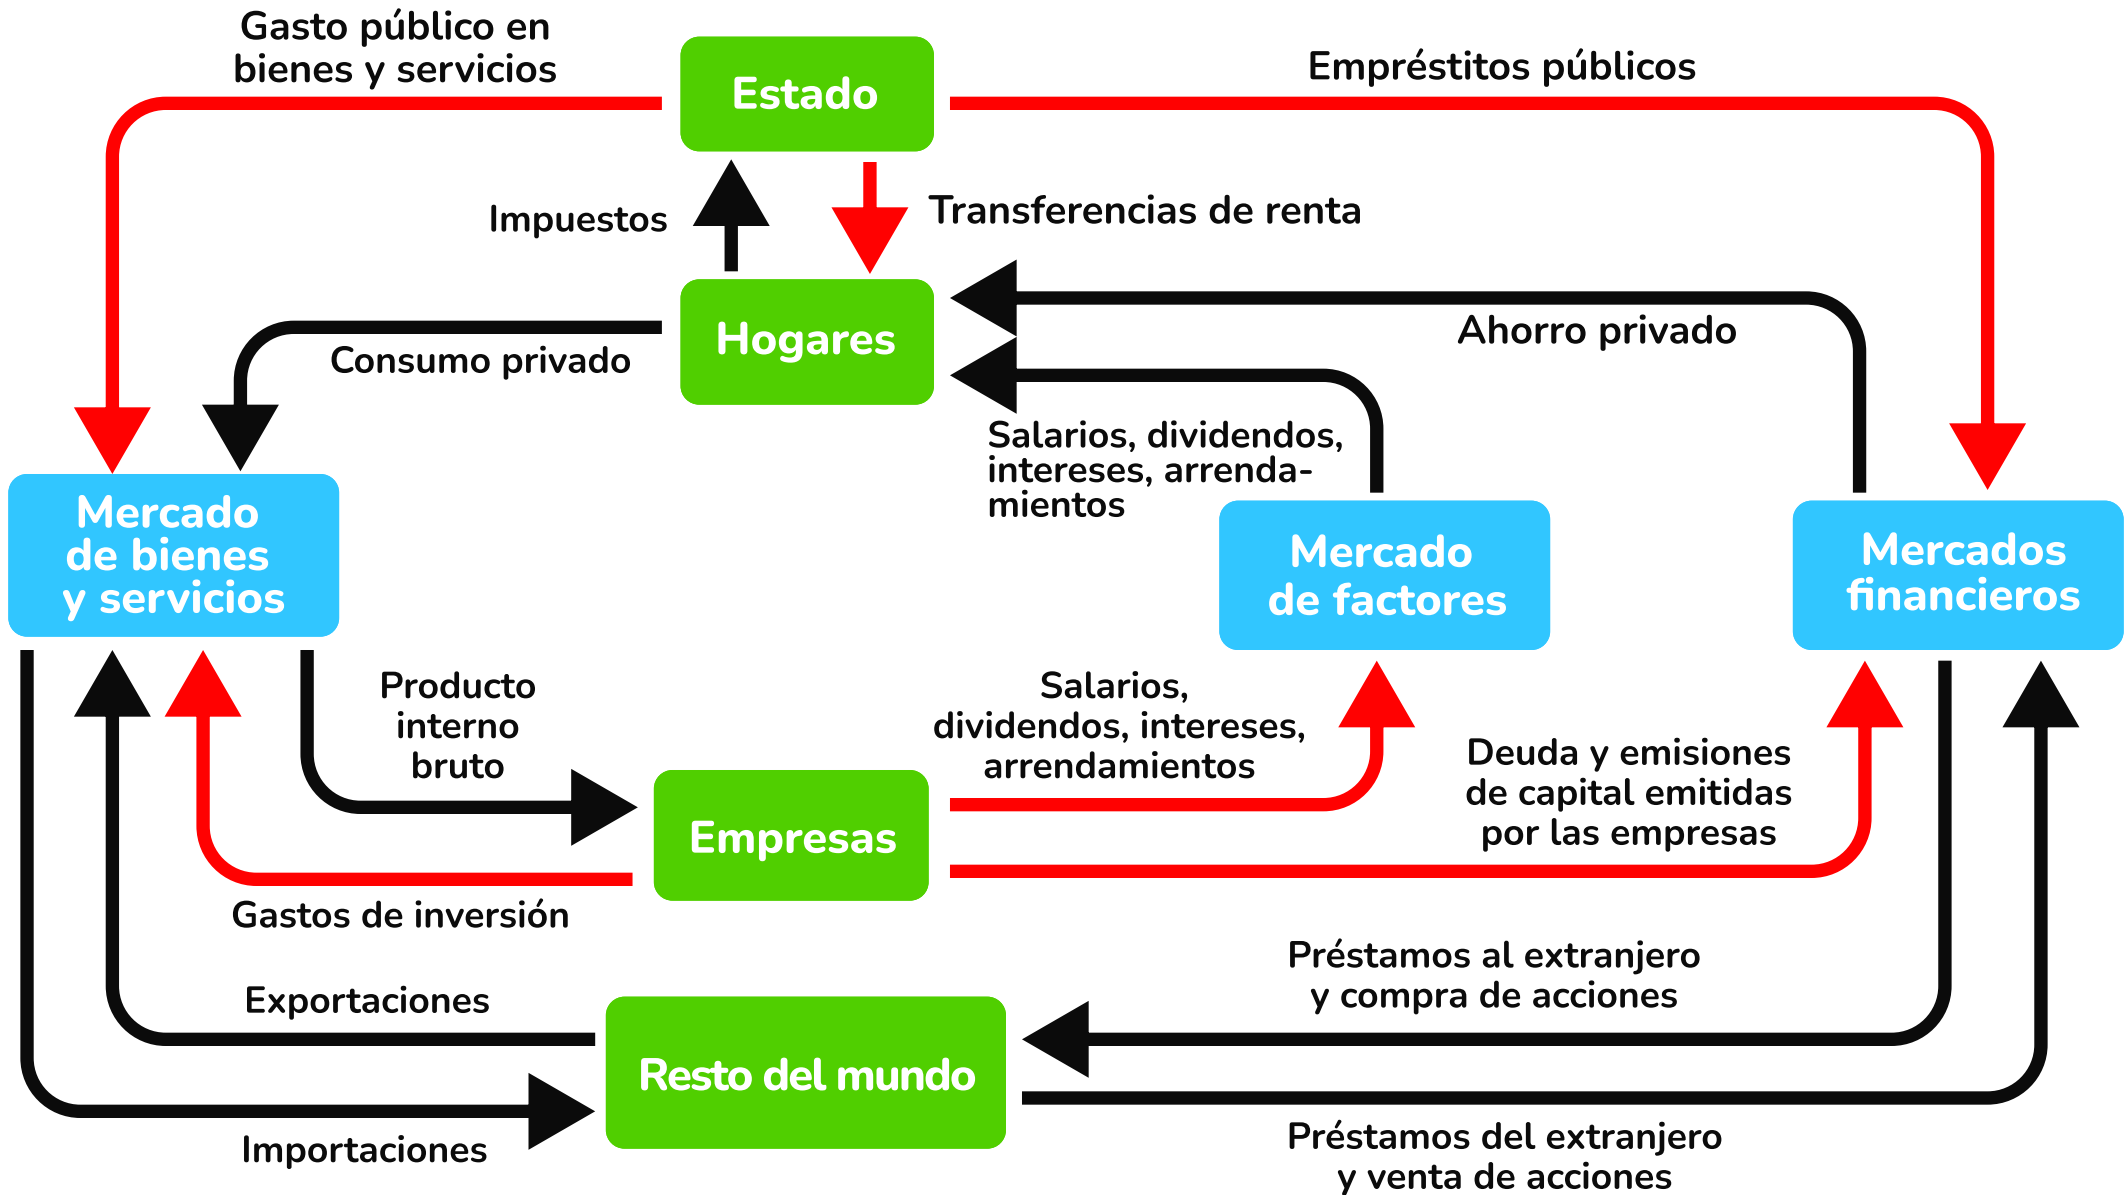 Gasto público en
bienes y servicios
Estado
Empréstitos públicos
Impuestos
Transferencias de renta
Hogares
Consumo privado
Ahorro privado
Salarios, dividendos,
intereses, arrenda-
mientos
Mercado
de bienes
y servicios
Mercado
de factores
Mercados
financieros
Producto
interno
bruto
Salarios,
dividendos, intereses,
arrendamientos
Deuda y emisiones
de capital emitidas
por las empresas
Empresas
Gastos de inversión
Préstamos al extranjero
y compra de acciones
Exportaciones
Resto del mundo
Importaciones
Préstamos del extranjero
y venta de acciones